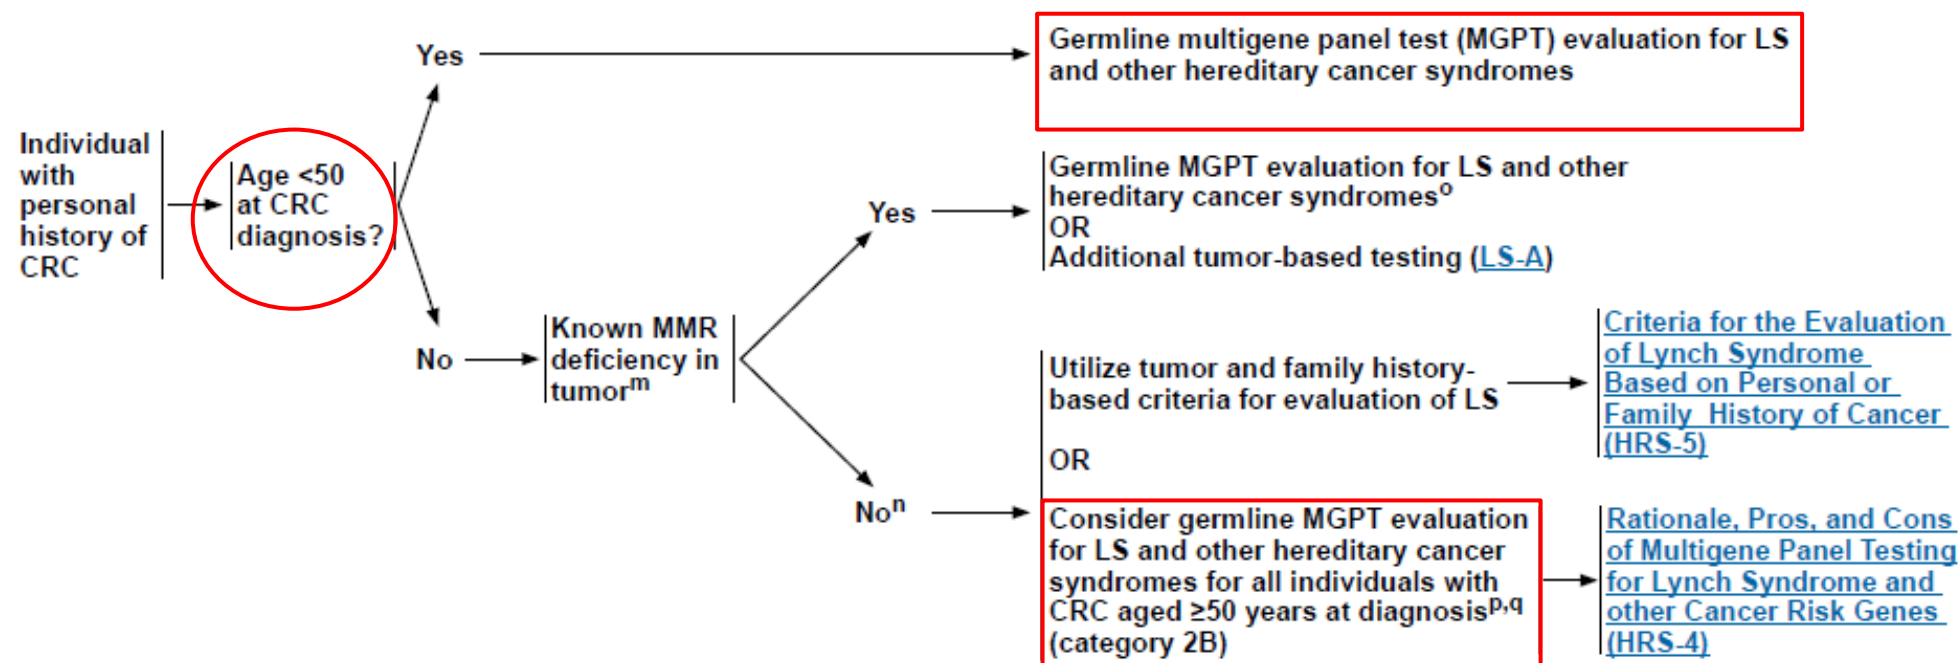 Yes
Germline multigene panel test (MGPT) evaluation for LS
and other hereditary cancer syndromes
Individual
with
personal
history of
CRC
Age <50
at CRC
diagnosis?
Yes
Germline MGPT evaluation for LS and other
hereditary cancer syndromesᵒ
OR
Additional tumor-based testing (LS-A)
No
Known MMR
deficiency in
tumorᵐ
Utilize tumor and family history-
based criteria for evaluation of LS
Criteria for the Evaluation
of Lynch Syndrome
Based on Personal or
Family History of Cancer
(HRS-5)
OR
Noⁿ
Consider germline MGPT evaluation
for LS and other hereditary cancer
syndromes for all individuals with
CRC aged ≥50 years at diagnosisp,q
(category 2B)
Rationale, Pros, and Cons
of Multigene Panel Testing
for Lynch Syndrome and
other Cancer Risk Genes
(HRS-4)